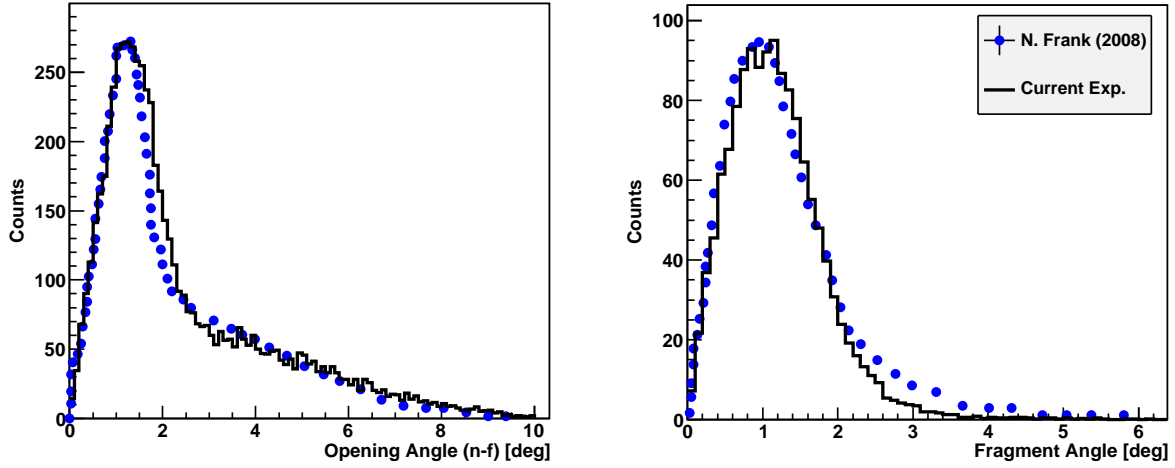 250
200
150
100
50
0
Counts
0 2 4 6 8 10
Opening Angle (n-f) [deg]
100
80
60
40
20
0
Counts
0 1 2 3 4 5 6
Fragment Angle [deg]
N. Frank (2008)
Current Exp.